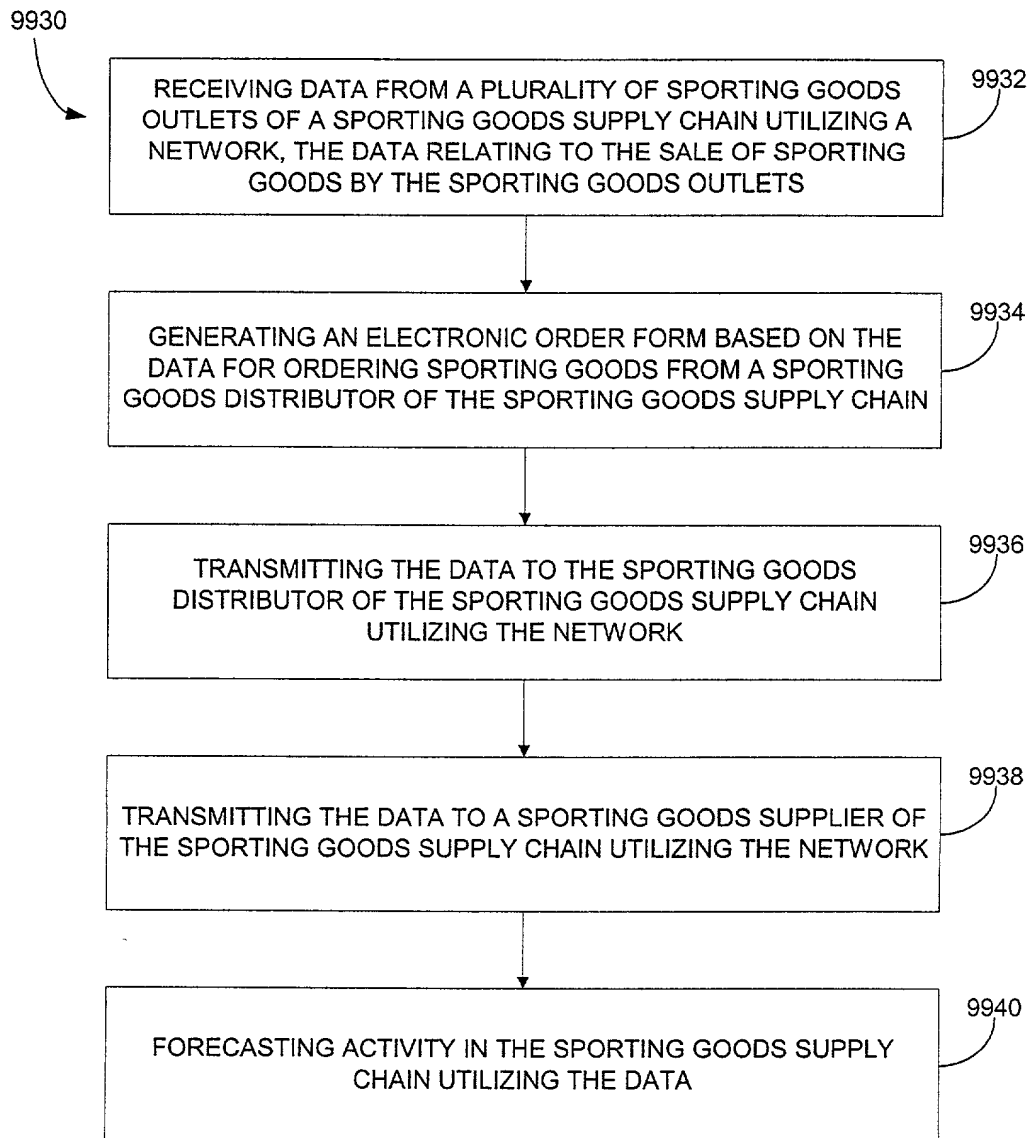 9930
RECEIVING DATA FROM A PLURALITY OF SPORTING GOODS
OUTLETS OF A SPORTING GOODS SUPPLY CHAIN UTILIZING A
NETWORK, THE DATA RELATING TO THE SALE OF SPORTING
GOODS BY THE SPORTING GOODS OUTLETS
9932
GENERATING AN ELECTRONIC ORDER FORM BASED ON THE
DATA FOR ORDERING SPORTING GOODS FROM A SPORTING
GOODS DISTRIBUTOR OF THE SPORTING GOODS SUPPLY CHAIN
9934
TRANSMITTING THE DATA TO THE SPORTING GOODS
DISTRIBUTOR OF THE SPORTING GOODS SUPPLY CHAIN
UTILIZING THE NETWORK
9936
TRANSMITTING THE DATA TO A SPORTING GOODS SUPPLIER OF
THE SPORTING GOODS SUPPLY CHAIN UTILIZING THE NETWORK
9938
FORECASTING ACTIVITY IN THE SPORTING GOODS SUPPLY
CHAIN UTILIZING THE DATA
9940